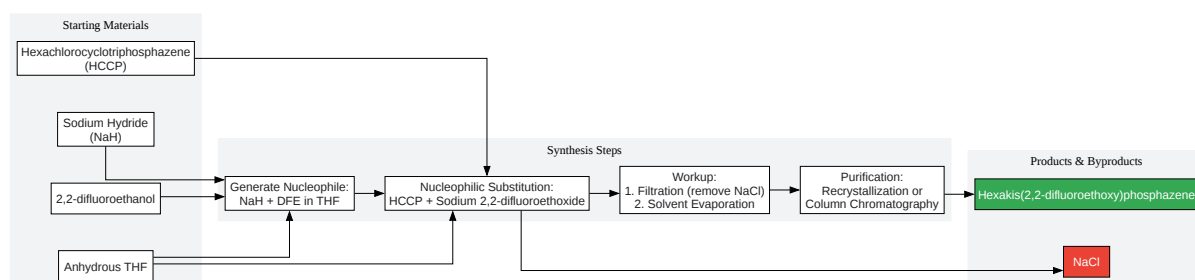 Starting Materials
Hexachlorocyclotriphosphazene
(HCCP)
Sodium Hydride
(NaH)
2,2-difluoroethanol
Anhydrous THF
Synthesis Steps
Generate Nucleophile:
NaH + DFE in THF
Nucleophilic Substitution:
HCCP + Sodium 2,2-difluoroethoxide
Workup:
1. Filtration (remove NaCl)
2. Solvent Evaporation
Purification:
Recrystallization or
Column Chromatography
Products & Byproducts
Hexakis(2,2-difluoroethoxy)phosphazene
NaCl